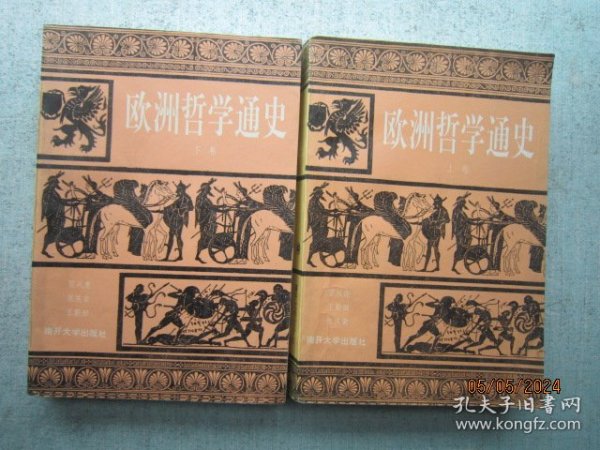 欧洲哲学通史
下卷
南开大学出版社
欧洲哲学通史
上卷
南开大学出版社
05/05/2024
孔夫子旧书网
www.kongfz.com